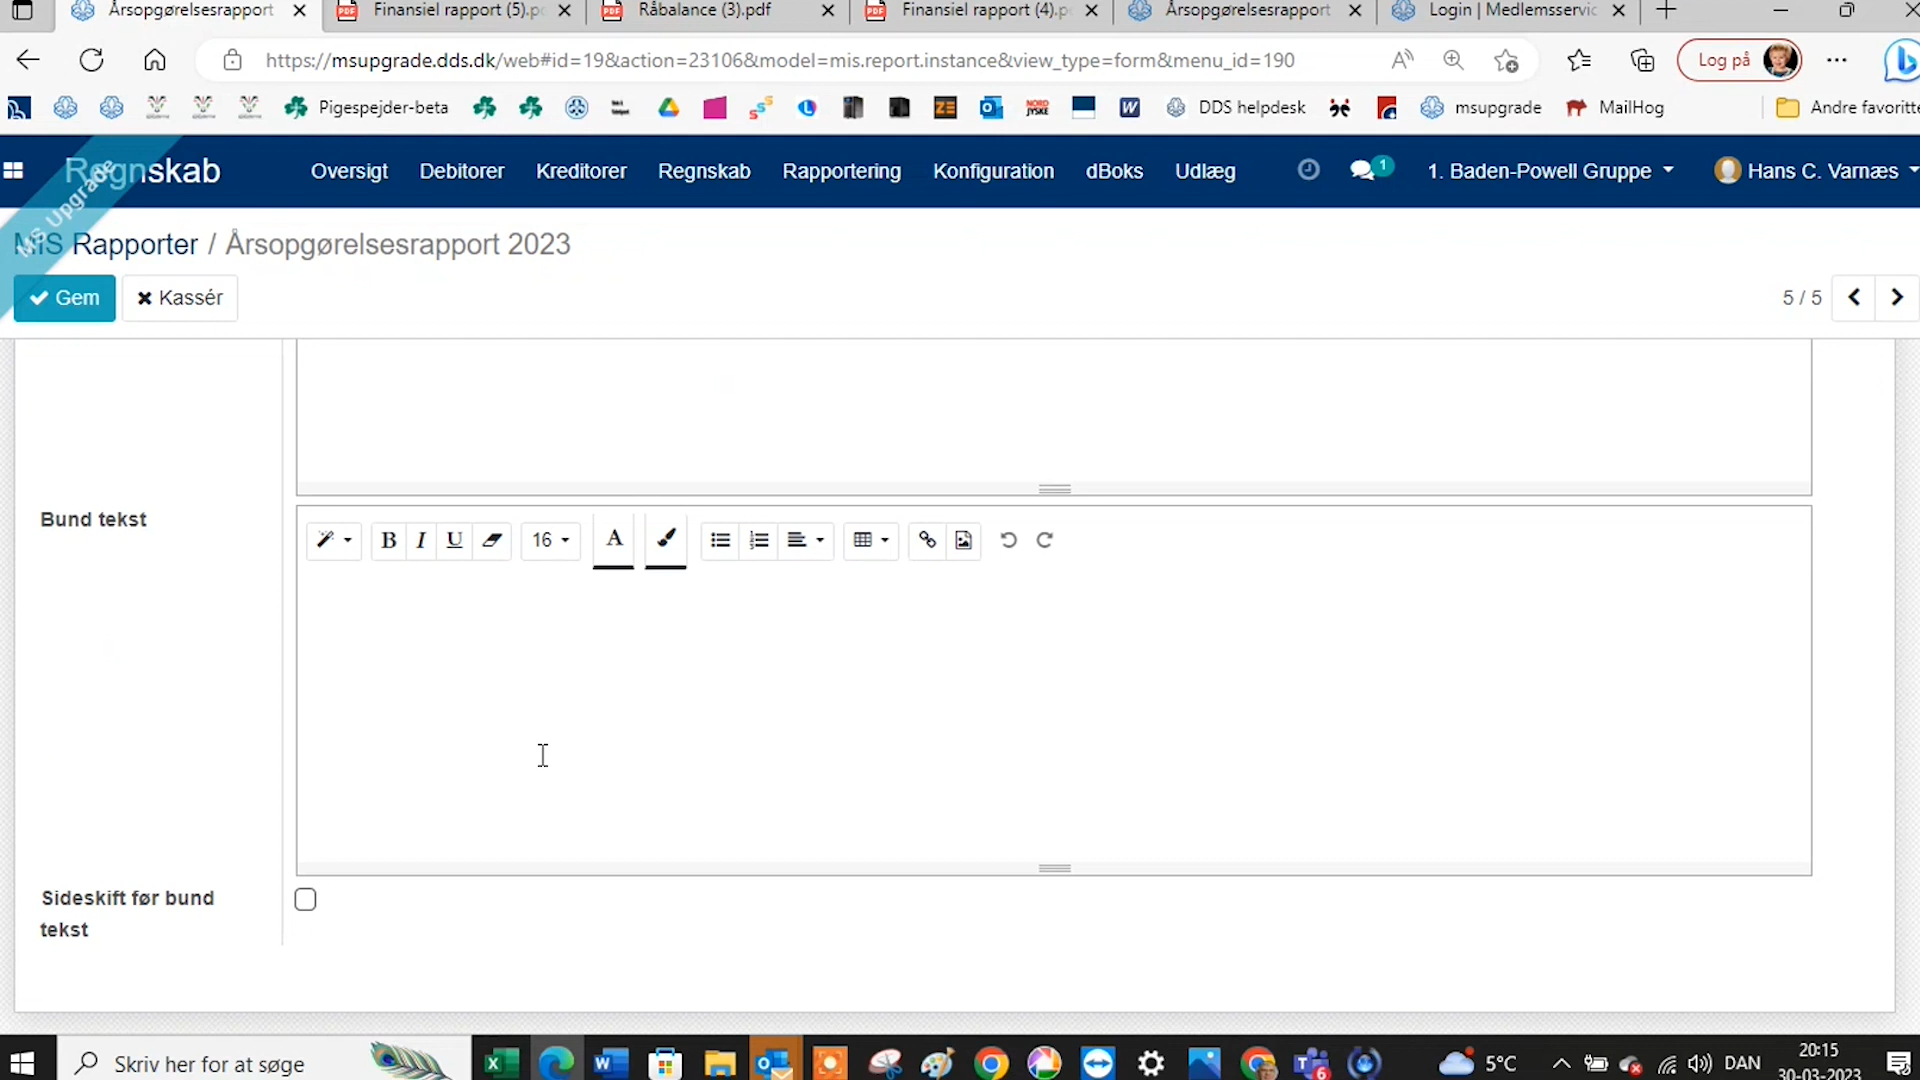 Årsopgørelsesrapport
Finansiel rapport (5).p
Råbalance (3).pdf
Finansiel rapport (4).p
Årsopgørelsesrapport
Login | Medlemsservic
https://msupgrade.dds.dk/web#id=19&action=23106&model=mis.report.instance&view_type=form&menu_id=190
Log på
Pigespejder-beta
DDS helpdesk
msupgrade
MailHog
Andre favoritte
Regnskab
MS Upgrade
Oversigt
Debitorer
Kreditorer
Regnskab
Rapportering
Konfiguration
dBoks
Udlæg
1
1. Baden-Powell Gruppe
Hans C. Varnæs
MIS Rapporter / Årsopgørelsesrapport 2023
Gem
Kassér
5 / 5
Bund tekst
B I U 16 A
Sideskift før bund
tekst
Skriv her for at søge
6
5°C
DAN
20:15
30-03-2023